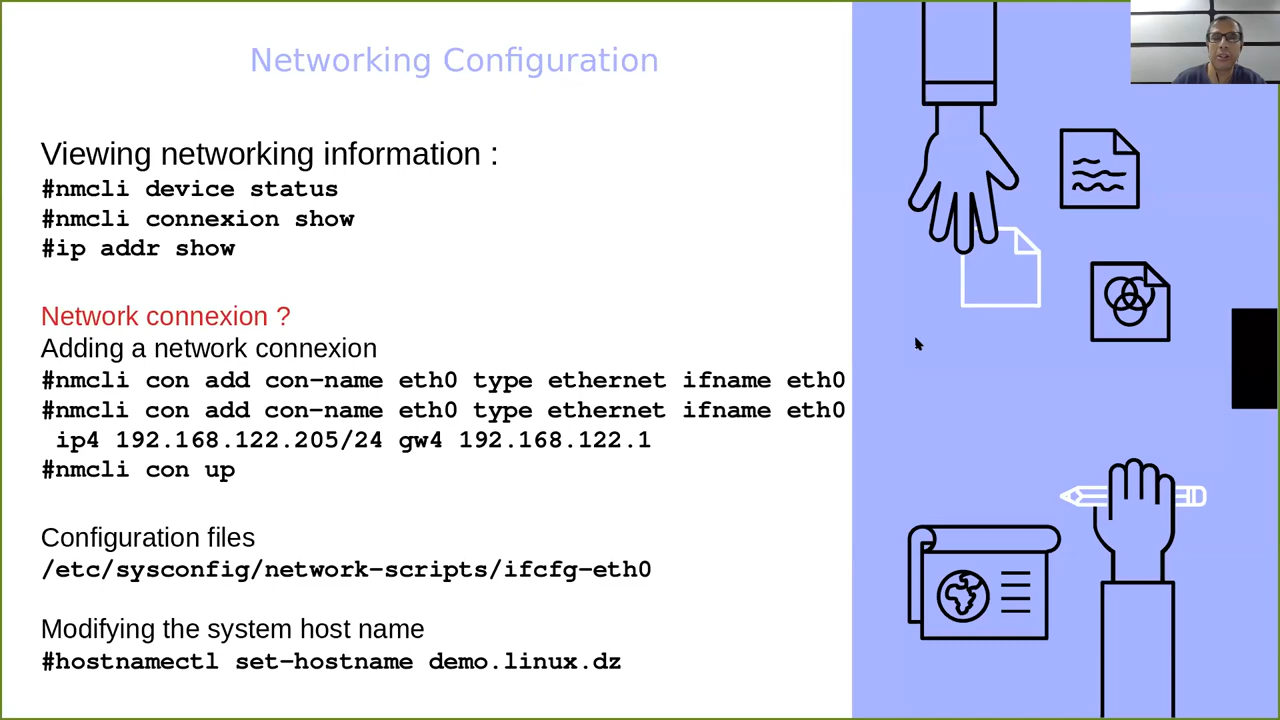 Networking Configuration
Viewing networking information :
#nmcli device status
#nmcli connexion show
#ip addr show
Network connexion ?
Adding a network connexion
#nmcli con add con-name eth0 type ethernet ifname eth0
#nmcli con add con-name eth0 type ethernet ifname eth0
ip4 192.168.122.205/24 gw4 192.168.122.1
#nmcli con up
Configuration files
/etc/sysconfig/network-scripts/ifcfg-eth0
Modifying the system host name
#hostnamectl set-hostname demo.linux.dz